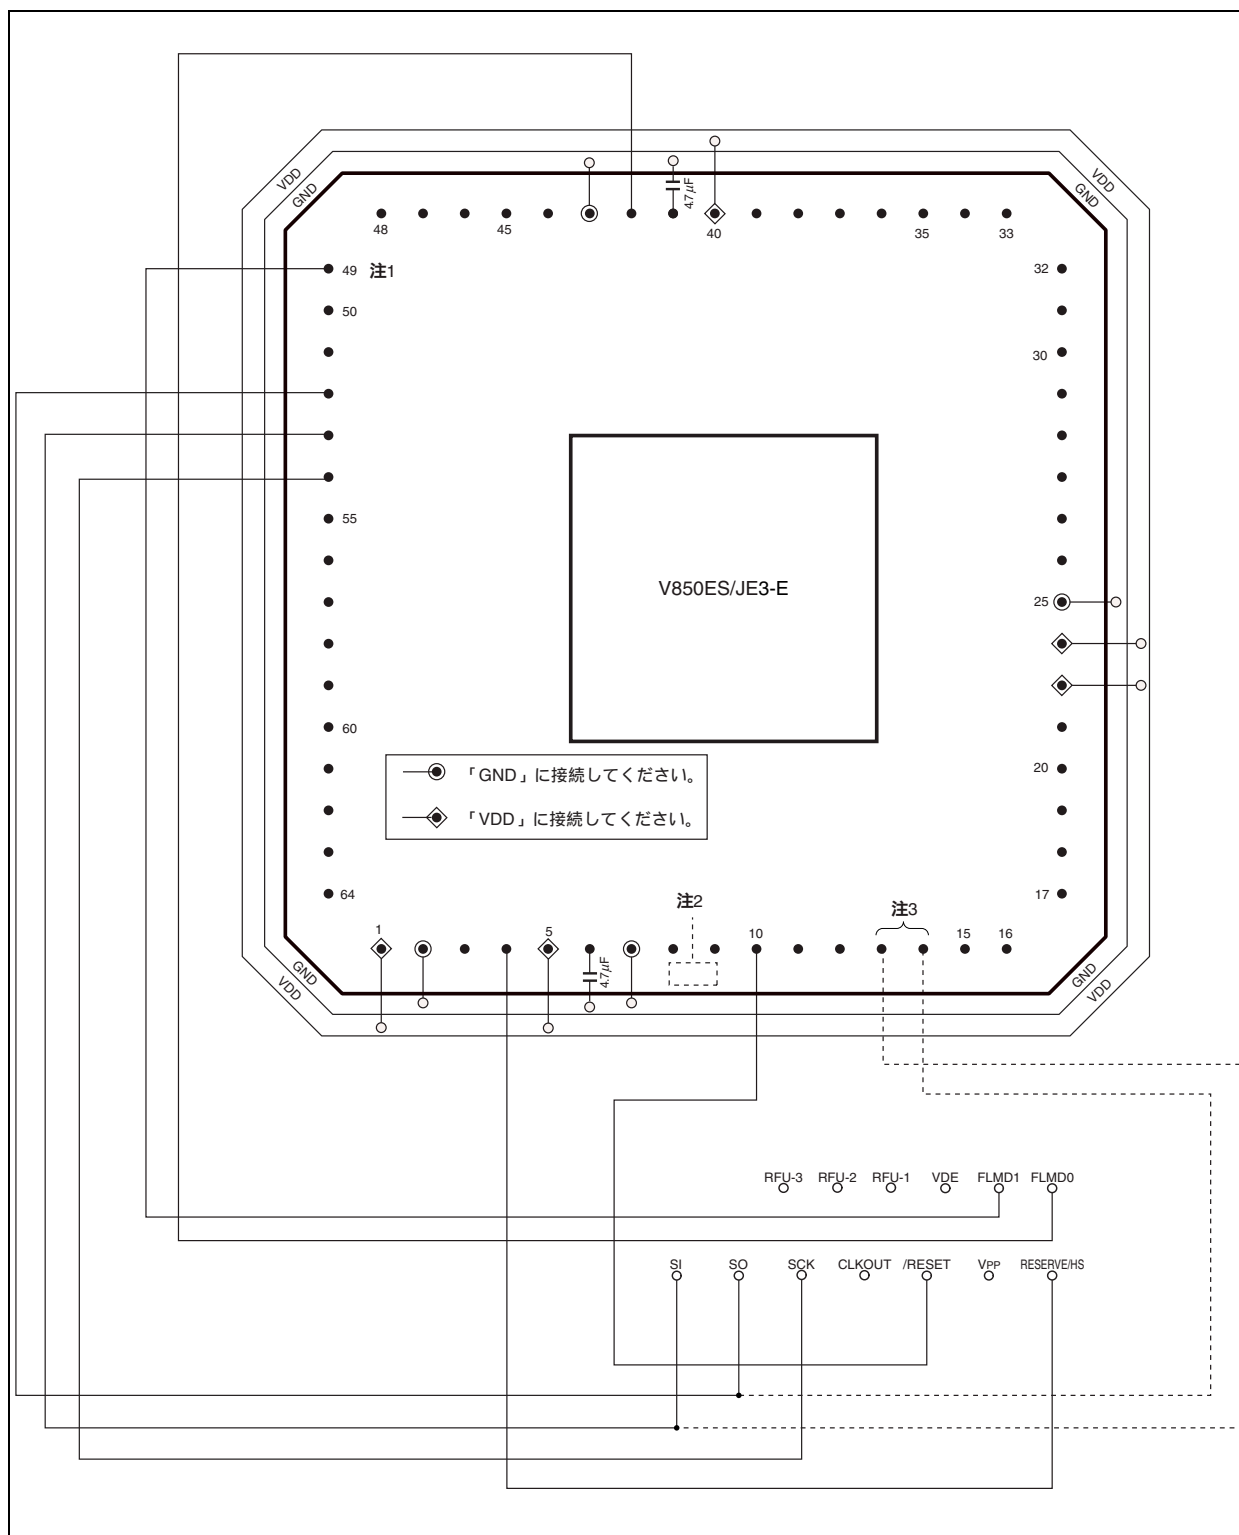 VDD
GND
VDD
GND
4.7μF
48
45
40
35
33
49 注1
32
50
30
55
V850ES/JE3-E
25
60
20
「GND」に接続してください。
「VDD」に接続してください。
64
17
注2
注3
1
5
10
15
16
4.7μF
GND
VDD
GND
VDD
RFU-3 RFU-2 RFU-1 VDE FLMD1 FLMD0
SI SO SCK CLKOUT /RESET VPP RESERVE/HS